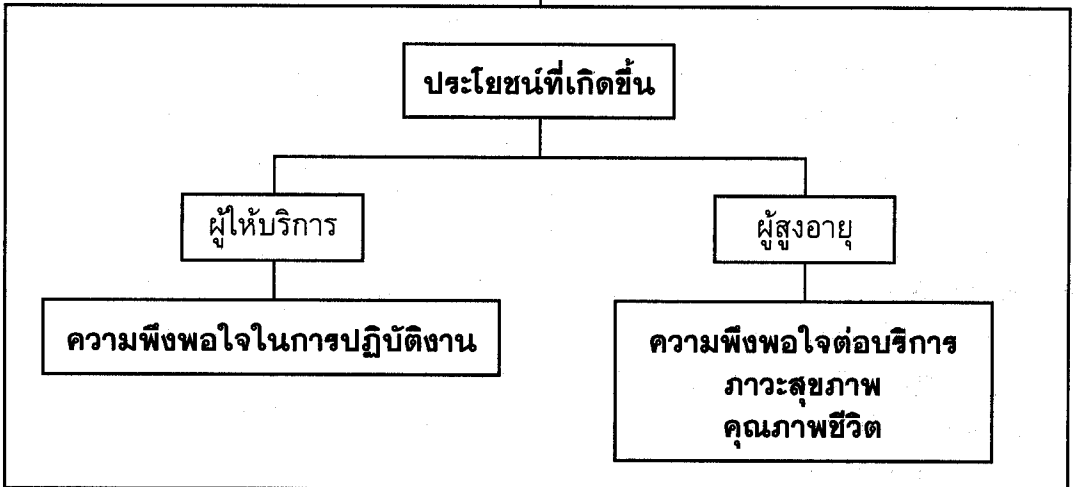 ประโยชน์ที่เกิดขึ้น
ผู้ให้บริการ
ผู้สูงอายุ
ความพึงพอใจในการปฏิบัติงาน
ความพึงพอใจต่อบริการ
ภาวะสุขภาพ
คุณภาพชีวิต